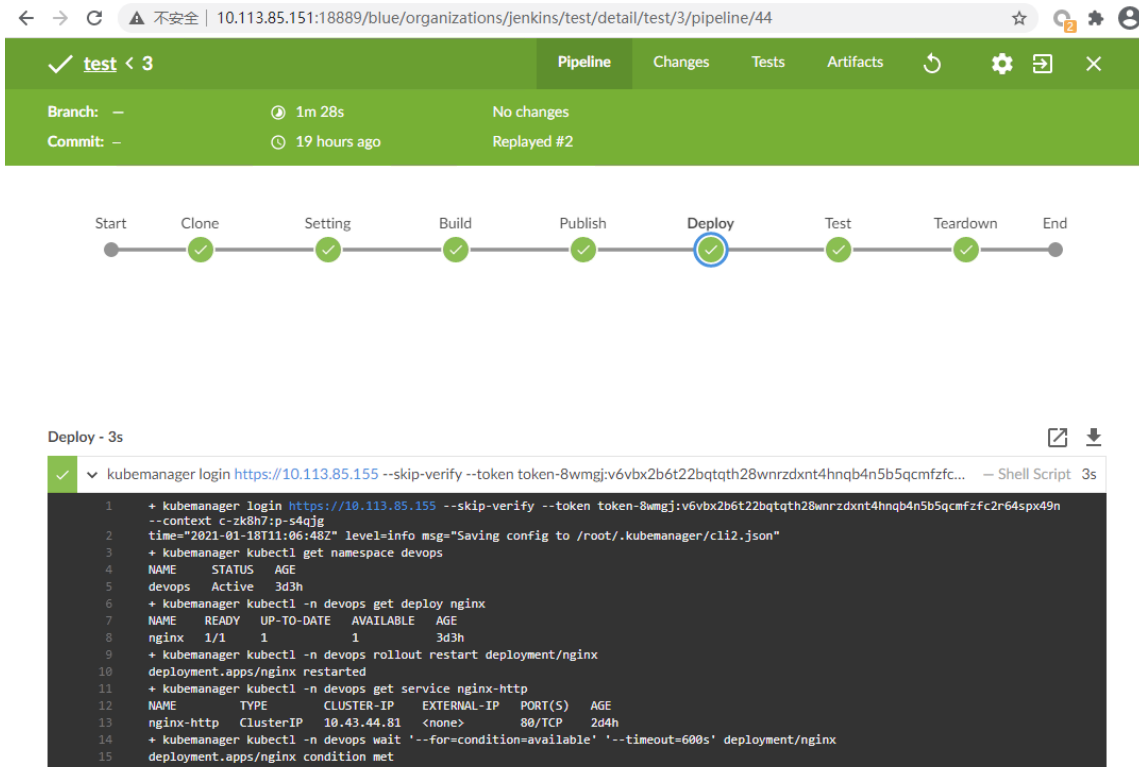 不安全 | 10.113.85.151:18889/blue/organizations/jenkins/test/detail/test/3/pipeline/44
2
test < 3
Pipeline Changes Tests Artifacts
Branch: — 1m 28s No changes
Commit: – 19 hours ago Replayed #2
Start Clone Setting Build Publish Deploy Test Teardown End
Deploy - 3s
kubemanager login https://10.113.85.155 --skip-verify --token token-8wmgj:v6vbx2b6t22bqtqth28wnrzdxnt4hnqb4n5b5qcmfzfc... — Shell Script 3s
1 + kubemanager login https://10.113.85.155 --skip-verify --token token-8wmgj:v6vbx2b6t22bqtqth28wnrzdxnt4hnqb4n5b5qcmfzfc2r64spx49n
--context c-zk8h7:p-s4qjg
2 time="2021-01-18T11:06:48Z" level=info msg="Saving config to /root/.kubemanager/cli2.json"
3 + kubemanager kubectl get namespace devops
4 NAME STATUS AGE
5 devops Active 3d3h
6 + kubemanager kubectl -n devops get deploy nginx
7 NAME READY UP-TO-DATE AVAILABLE AGE
8 nginx 1/1 1 1 3d3h
9 + kubemanager kubectl -n devops rollout restart deployment/nginx
10 deployment.apps/nginx restarted
11 + kubemanager kubectl -n devops get service nginx-http
12 NAME TYPE CLUSTER-IP EXTERNAL-IP PORT(S) AGE
13 nginx-http ClusterIP 10.43.44.81 <none> 80/TCP 2d4h
14 + kubemanager kubectl -n devops wait '--for=condition=available' '--timeout=600s' deployment/nginx
15 deployment.apps/nginx condition met